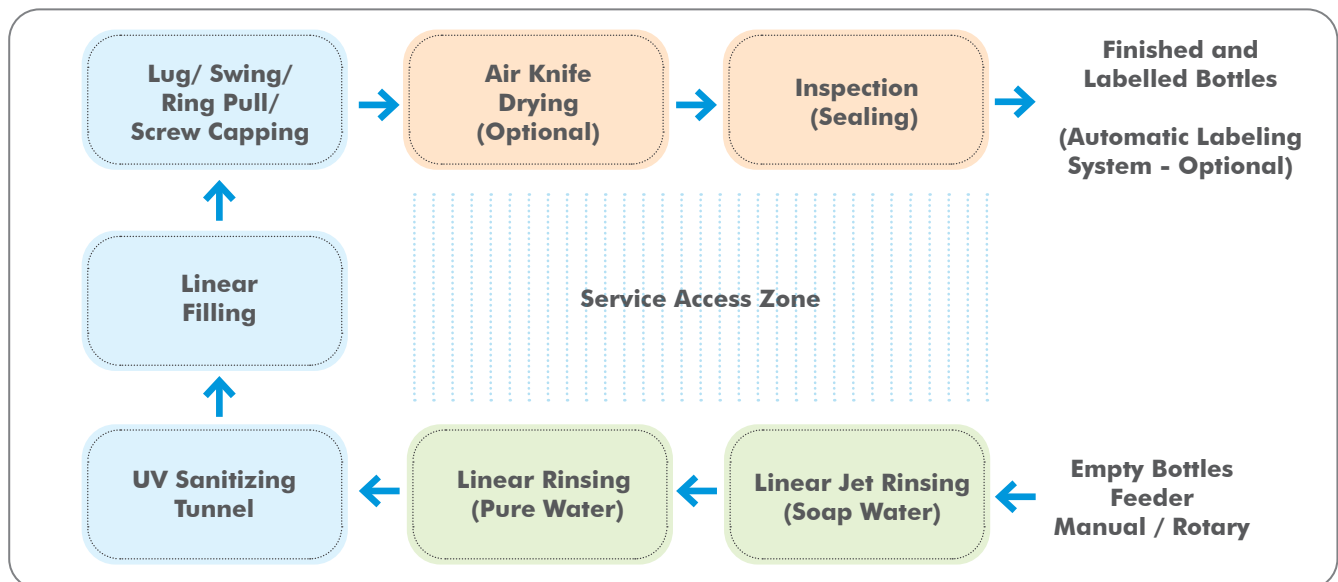 Lug/ Swing/
Ring Pull/
Screw Capping
Air Knife
Drying
(Optional)
Inspection
(Sealing)
Finished and
Labelled Bottles
(Automatic Labeling
System - Optional)
Linear
Filling
Service Access Zone
UV Sanitizing
Tunnel
Linear Rinsing
(Pure Water)
Linear Jet Rinsing
(Soap Water)
Empty Bottles
Feeder
Manual / Rotary